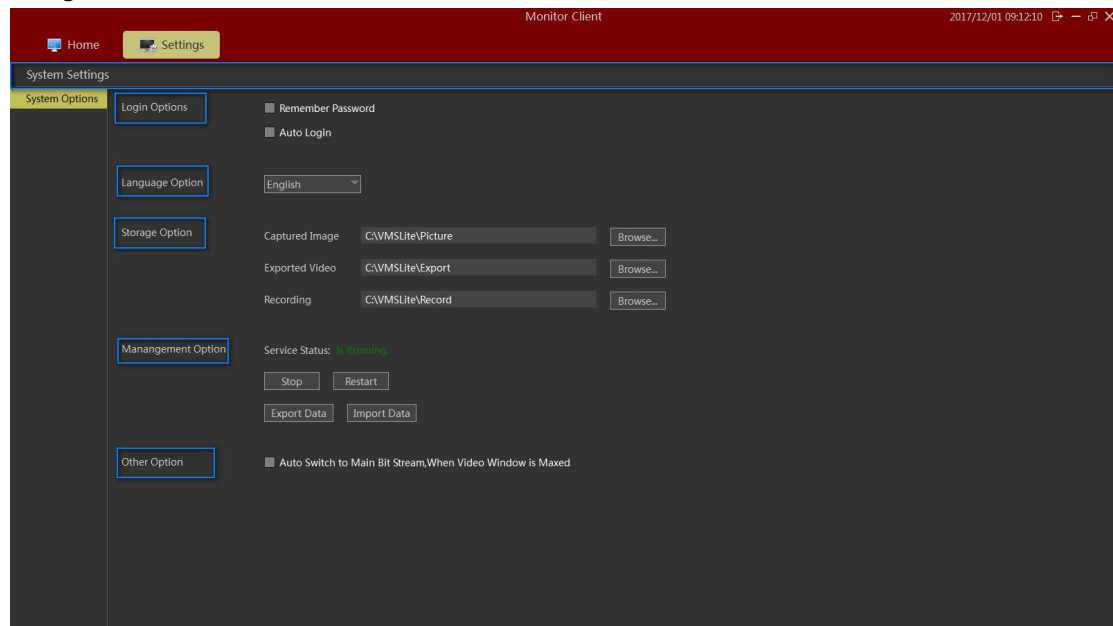 Monitor Client
2017/12/01 09:12:10
Home
Settings
System Settings
System Options
Login Options
Remember Password
Auto Login
Language Option
English
Storage Option
Captured Image C:\VMSLite\Picture Browse...
Exported Video C:\VMSLite\Export Browse...
Recording C:\VMSLite\Record Browse...
Manangement Option
Service Status: Is Running.
Stop Restart
Export Data Import Data
Other Option
Auto Switch to Main Bit Stream,When Video Window is Maxed